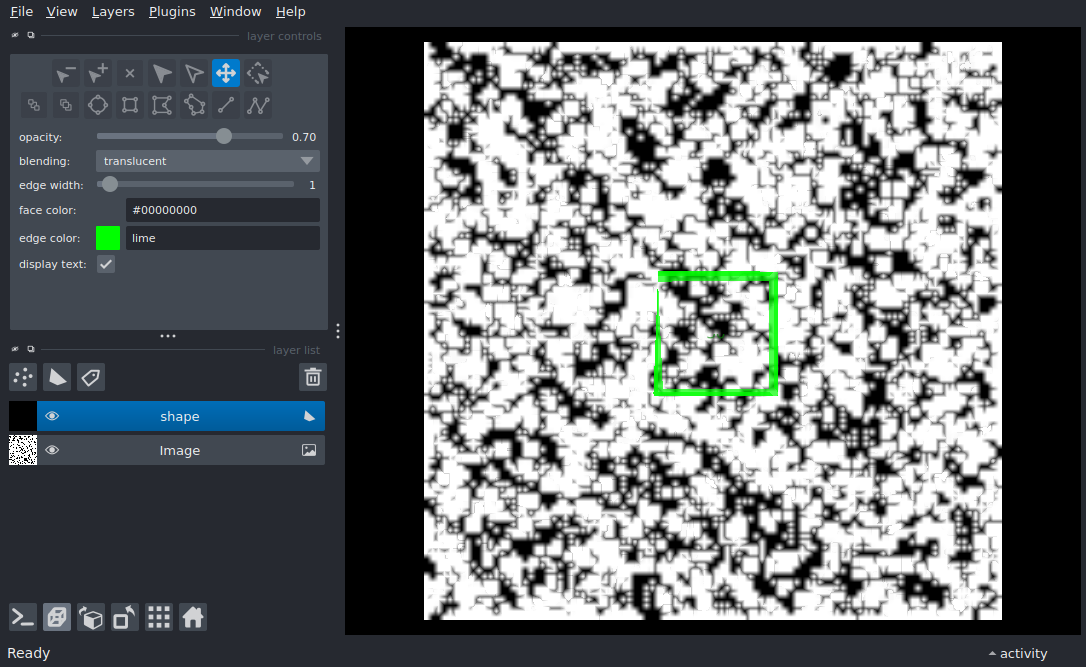 File View Layers Plugins Window Help
layer controls
opacity: 0.70
blending: translucent
edge width: 1
face color: #00000000
edge color: lime
display text:
layer list
shape
Image
Ready activity